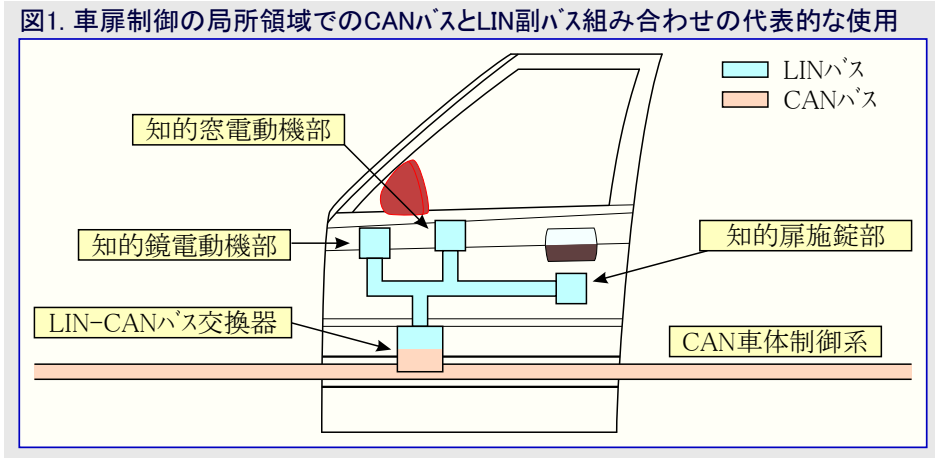 図1. 車扉制御の局所領域でのCANバスとLIN副バス組み合わせの代表的な使用
LINバス
CANバス
知的窓電動機部
知的鏡電動機部
知的扉施錠部
LIN-CANバス交換器
CAN車体制御系